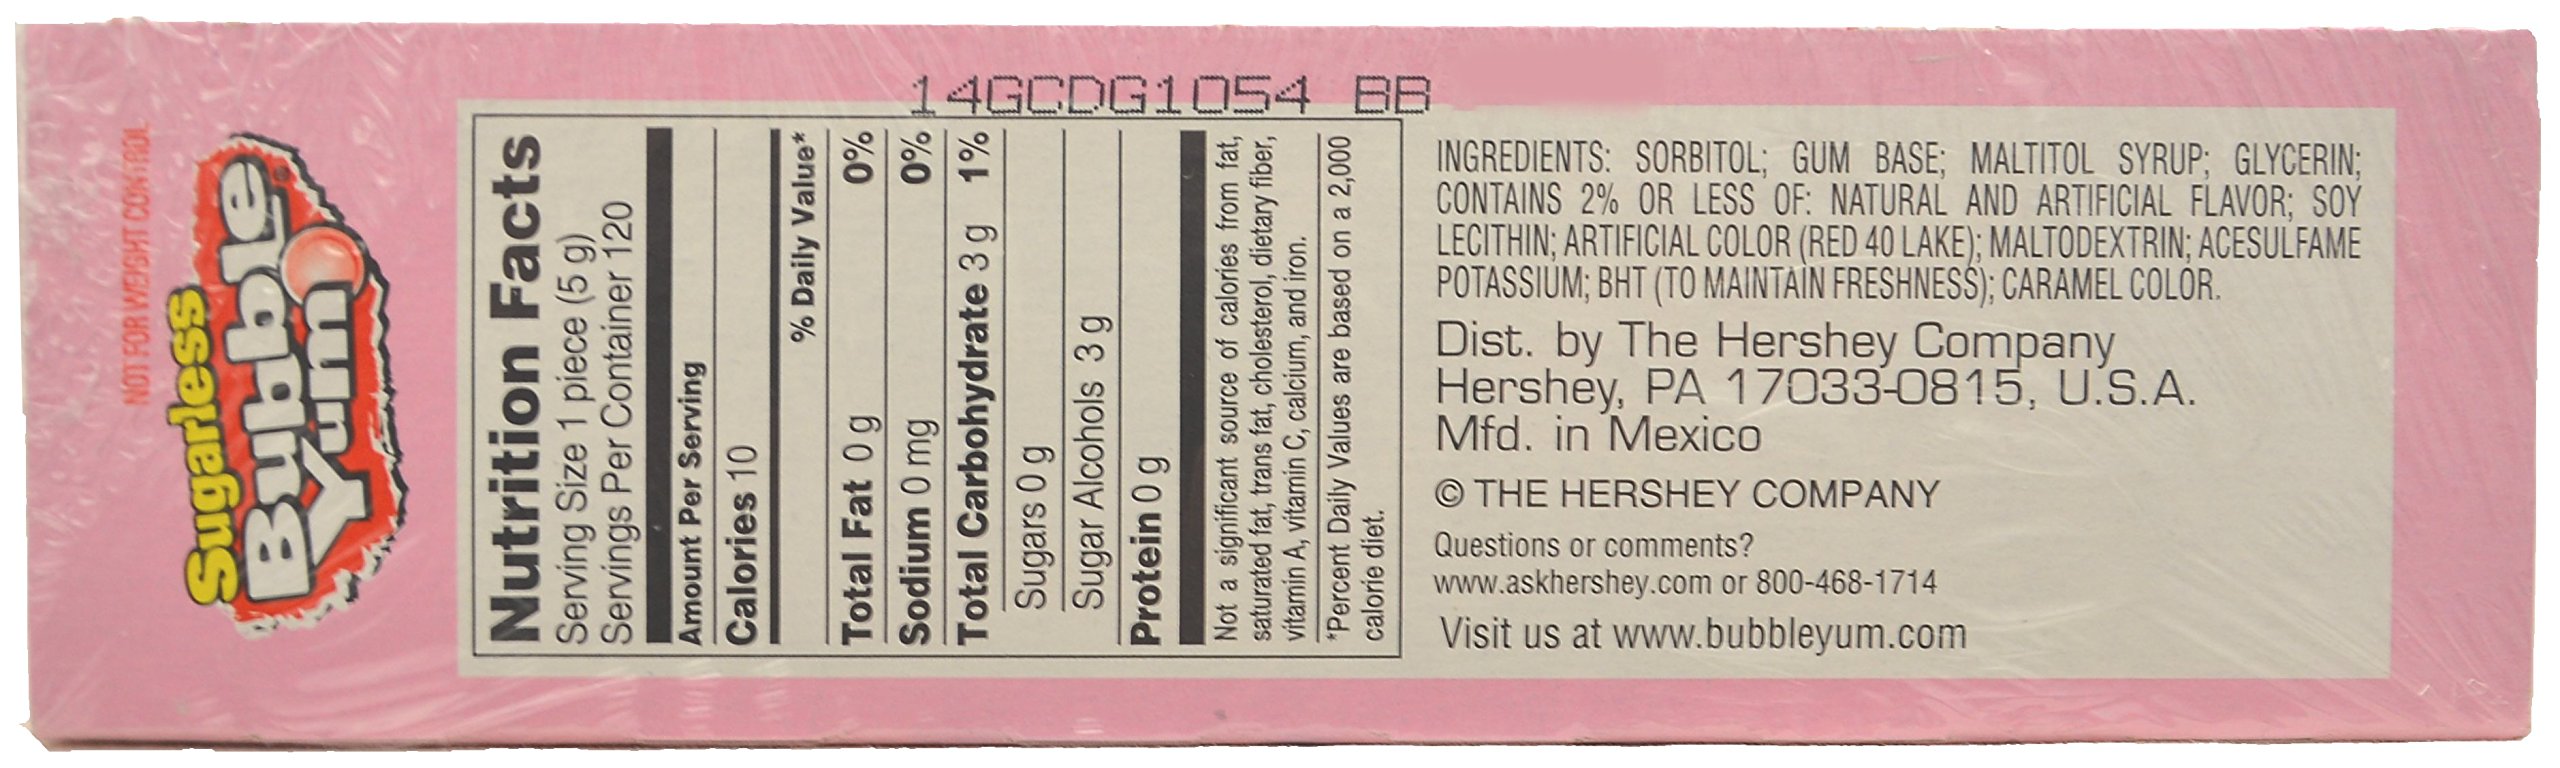 NOT FOR WEIGHT CONTROL
Sugarless
Bubble
Yum
14GCDG1054 BB
Nutrition Facts
Serving Size 1 piece (5 g)
Servings Per Container 120
Amount Per Serving
Calories 10
% Daily Value*
Total Fat 0 g 0%
Sodium 0 mg 0%
Total Carbohydrate 3 g 1%
Sugars 0 g
Sugar Alcohols 3 g
Protein 0 g
Not a significant source of calories from fat,
saturated fat, trans fat, cholesterol, dietary fiber,
vitamin A, vitamin C, calcium, and iron.
*Percent Daily Values are based on a 2,000
calorie diet.
INGREDIENTS: SORBITOL; GUM BASE; MALTITOL SYRUP; GLYCERIN;
CONTAINS 2% OR LESS OF: NATURAL AND ARTIFICIAL FLAVOR; SOY
LECITHIN; ARTIFICIAL COLOR (RED 40 LAKE); MALTODEXTRIN; ACESULFAME
POTASSIUM; BHT (TO MAINTAIN FRESHNESS); CARAMEL COLOR.
Dist. by The Hershey Company
Hershey, PA 17033-0815, U.S.A.
Mfd. in Mexico
© THE HERSHEY COMPANY
Questions or comments?
www.askhershey.com or 800-468-1714
Visit us at www.bubbleyum.com